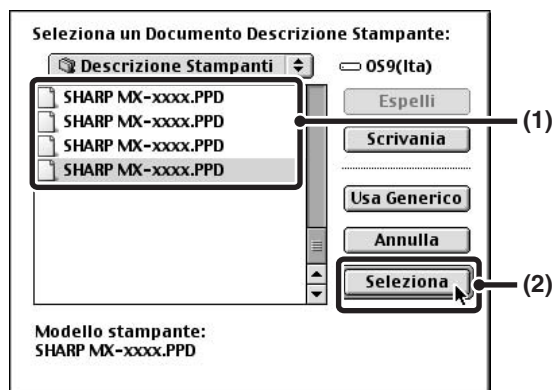 Seleziona un Documento Descrizione Stampante:
Descrizione Stampanti
OS9(Ita)
SHARP MX-xxxx.PPD
SHARP MX-xxxx.PPD
SHARP MX-xxxx.PPD
SHARP MX-xxxx.PPD
Espelli
(1)
Scrivania
Usa Generico
Annulla
Seleziona
(2)
Modello stampante:
SHARP MX-xxxx.PPD